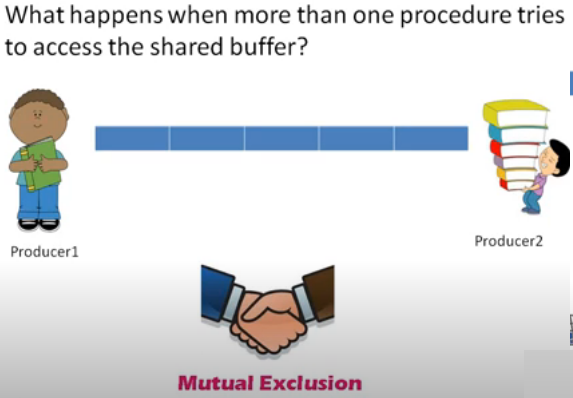 What happens when more than one procedure tries
to access the shared buffer?
Producer1
Producer2
Mutual Exclusion